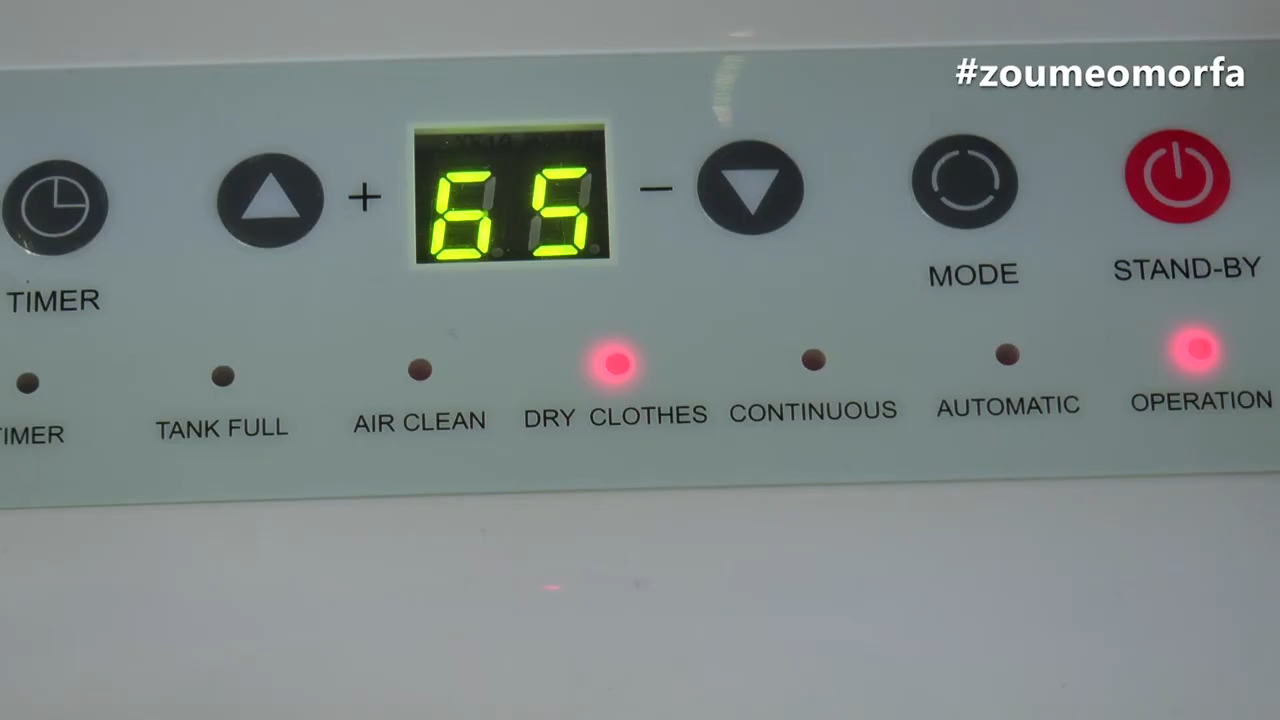 #zoumeomorfa
+ 65 -
TIMER
MODE
STAND-BY
TIMER
TANK FULL
AIR CLEAN
DRY CLOTHES
CONTINUOUS
AUTOMATIC
OPERATION